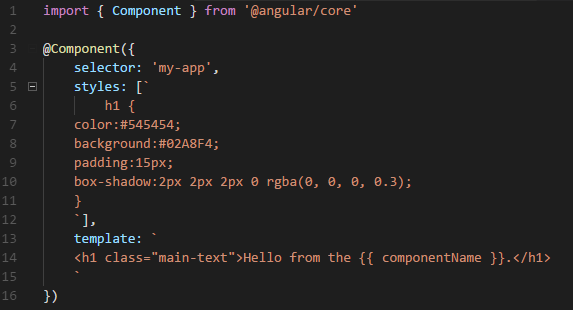 1 import { Component } from '@angular/core'
2
3 @Component({
4     selector: 'my-app',
5     styles: [`
6         h1 {
7     color:#545454;
8     background:#02A8F4;
9     padding:15px;
10     box-shadow:2px 2px 2px 0 rgba(0, 0, 0, 0.3);
11     }
12     `],
13     template: `
14     <h1 class="main-text">Hello from the {{ componentName }}.</h1>
15     `
16 })